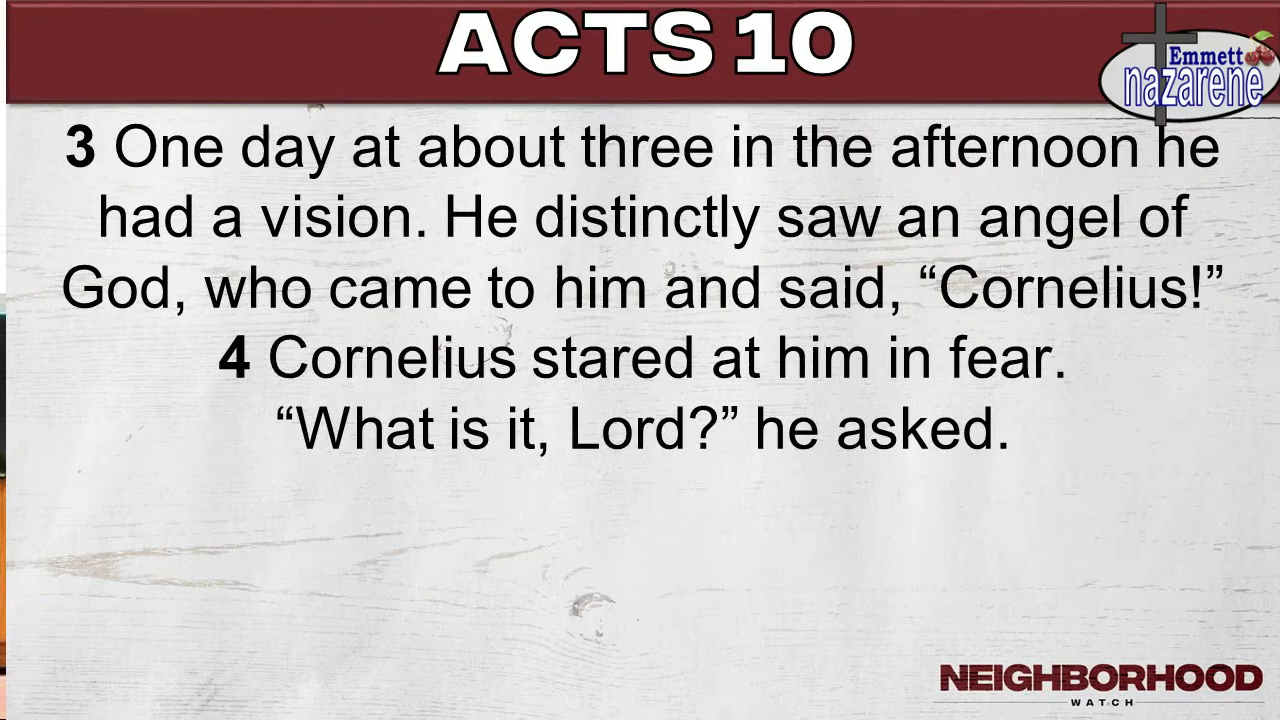 ACTS 10
Emmett
nazarene
3 One day at about three in the afternoon he
had a vision. He distinctly saw an angel of
God, who came to him and said, “Cornelius!”
4 Cornelius stared at him in fear.
“What is it, Lord?” he asked.
NEIGHBORHOOD
WATCH